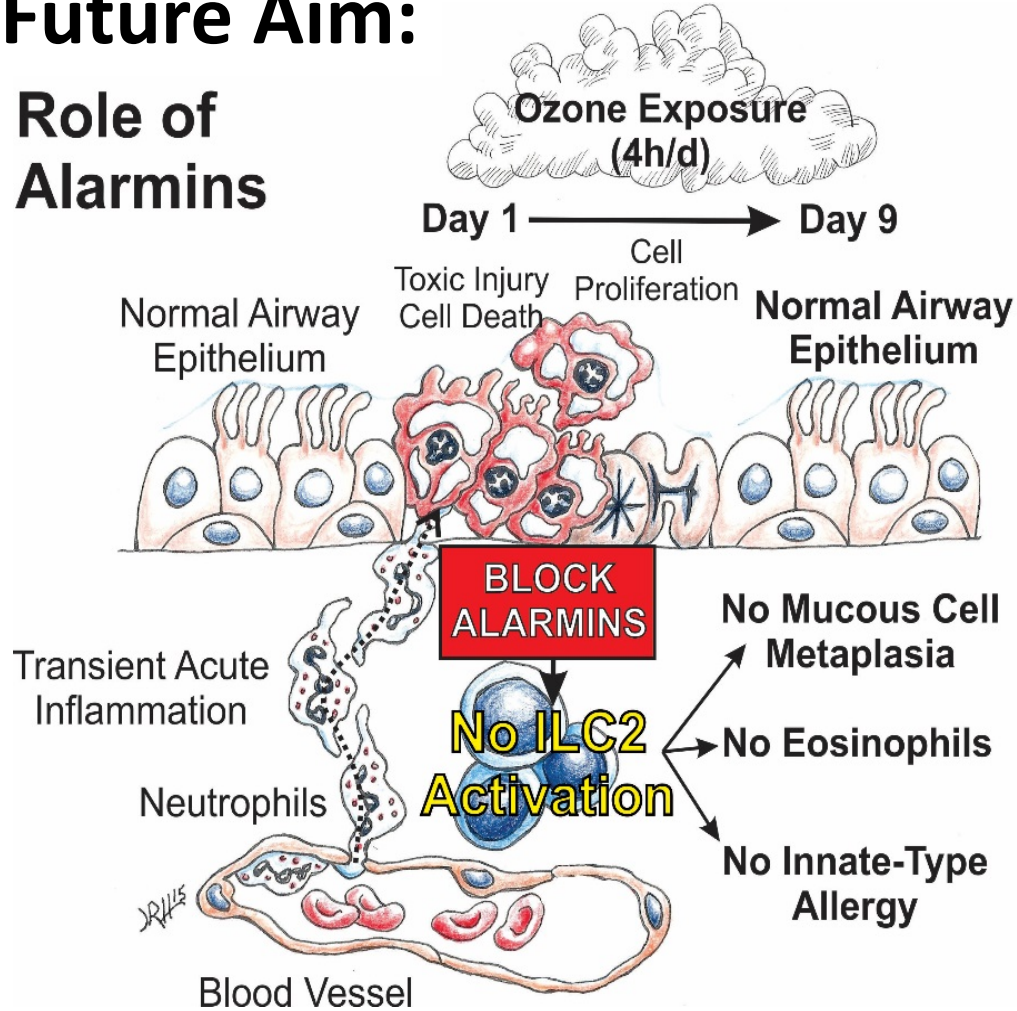 Future Aim:
Role of
Alarmins
Ozone Exposure
(4h/d)
Day 1
Day 9
Cell
Proliferation
Toxic Injury
Cell Death
Normal Airway
Epithelium
Normal Airway
Epithelium
BLOCK
ALARMINS
Transient Acute
Inflammation
No ILC2
Activation
No Mucous Cell
Metaplasia
No Eosinophils
No Innate-Type
Allergy
Neutrophils
JRH15
Blood Vessel